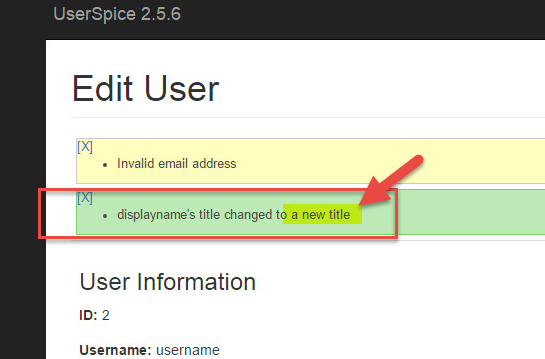 UserSpice 2.5.6
Edit User
[X]
Invalid email address
[X]
displayname's title changed to a new title
User Information
ID: 2
Username: username